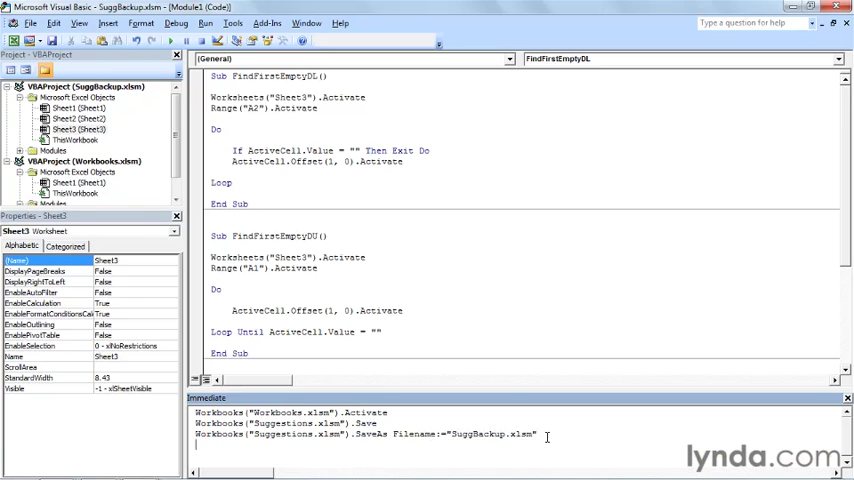 Microsoft Visual Basic - SuggBackup.xlsm - [Module1 (Code)]
File Edit View Insert Format Debug Run Tools Add-Ins Window Help
Type a question for help
Project - VBAProject
VBAProject (SuggBackup.xlsm)
Microsoft Excel Objects
Sheet1 (Sheet1)
Sheet2 (Sheet2)
Sheet3 (Sheet3)
ThisWorkbook
Modules
VBAProject (Workbooks.xlsm)
Microsoft Excel Objects
Sheet1 (Sheet1)
ThisWorkbook
Modules
Properties - Sheet3
Sheet3 Worksheet
Alphabetic Categorized
(Name) Sheet3
DisplayPageBreaks False
DisplayRightToLeft False
EnableAutoFilter False
EnableCalculation True
EnableFormatConditionsCalc True
EnableOutlining False
EnablePivotTable False
EnableSelection 0 - xlNoRestrictions
Name Sheet3
ScrollArea
StandardWidth 8.43
Visible -1 - xlSheetVisible
(General) FindFirstEmptyDL
Sub FindFirstEmptyDL()
Worksheets("Sheet3").Activate
Range("A2").Activate
Do
If ActiveCell.Value = "" Then Exit Do
ActiveCell.Offset(1, 0).Activate
Loop
End Sub
Sub FindFirstEmptyDU()
Worksheets("Sheet3").Activate
Range("A1").Activate
Do
ActiveCell.Offset(1, 0).Activate
Loop Until ActiveCell.Value = ""
End Sub
Immediate
Workbooks("Workbooks.xlsm").Activate
Workbooks("Suggestions.xlsm").Save
Workbooks("Suggestions.xlsm").SaveAs Filename:="SuggBackup.xlsm"
lynda.com